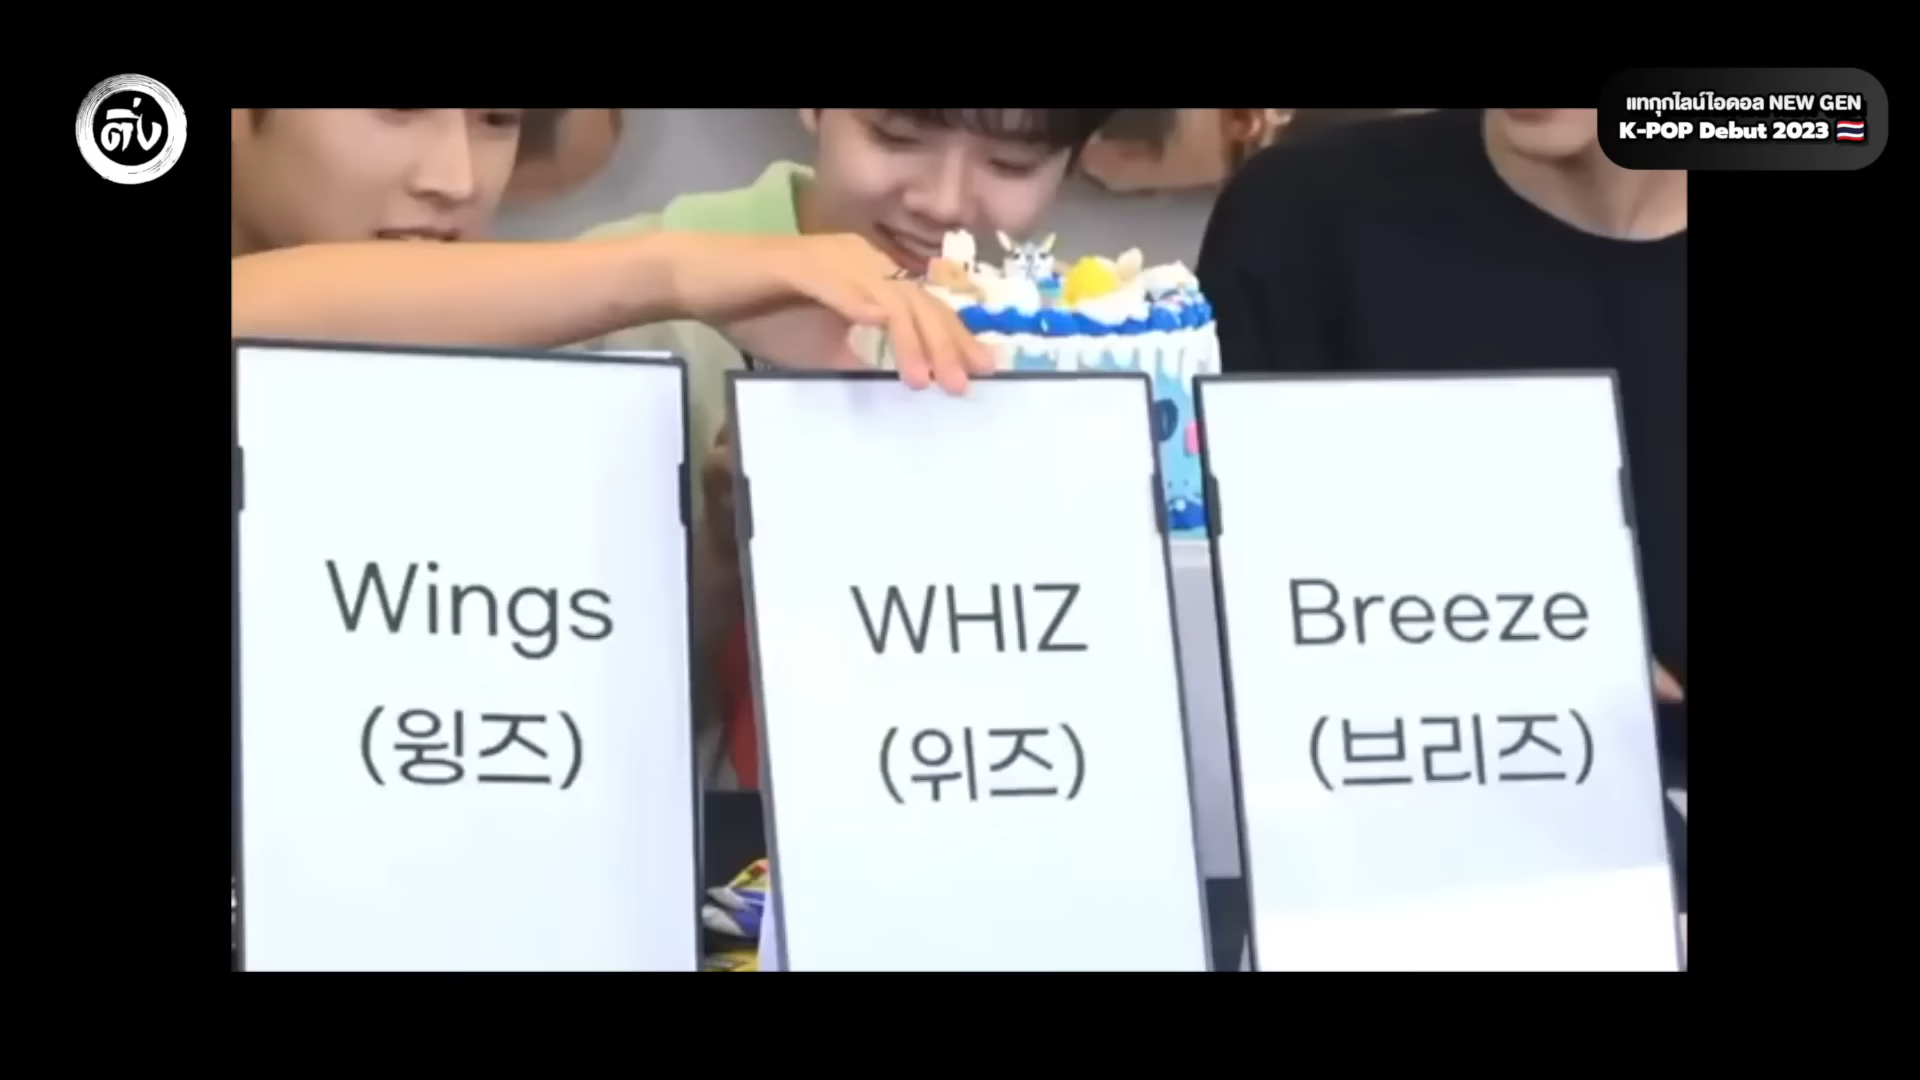 ติ่ง
แทกทุกไลน์ไอดอล NEW GEN
K-POP Debut 2023
Wings
(윙즈)
WHIZ
(위즈)
Breeze
(브리즈)